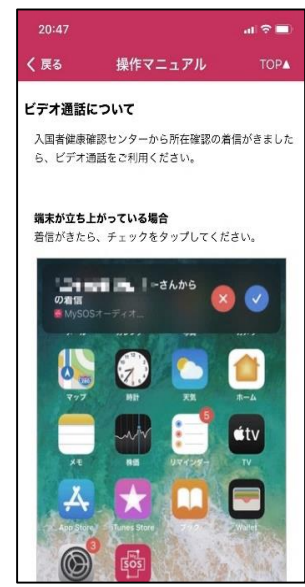 20:47
戻る
操作マニュアル
TOP▲
ビデオ通話について
入国者健康確認センターから所在確認の着信がきました
ら、ビデオ通話をご利用ください。
端末が立ち上がっている場合
着信がきたら、チェックをタップしてください。
さんから
の着信
MySOSオーディオ...
マップ
時計
天気
ホーム
5
tv
メモ
株価
リマインダー
TV
App Store
iTunes Store
ブック
Wallet
3
SOS